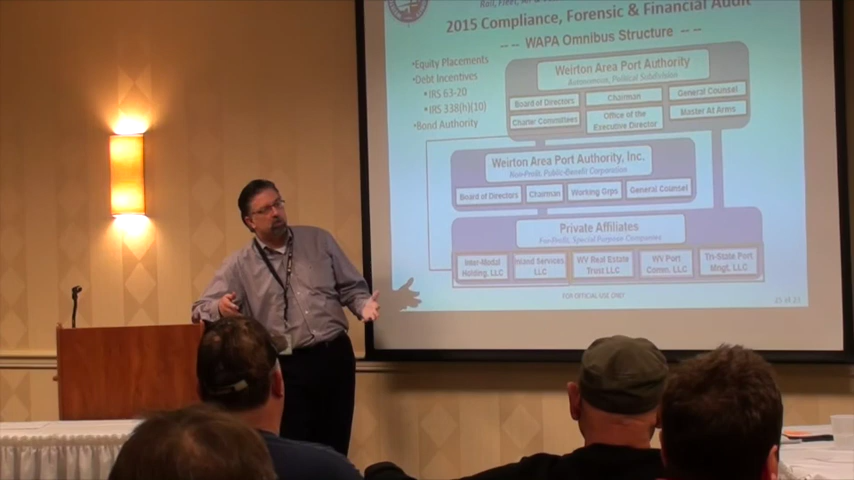 2015 Compliance, Forensic & Financial Audit
-- -- WAPA Omnibus Structure -- --
•Equity Placements
•Debt Incentives
•IRS 63-20
•IRS 338(h)(10)
•Bond Authority
Weirton Area Port Authority
Autonomous, Political Subdivision
Board of Directors
Chairman
General Counsel
Charter Committees
Office of the Executive Director
Master At Arms
Weirton Area Port Authority, Inc.
Non-Profit, Public-Benefit Corporation
Board of Directors
Chairman
Working Grps
General Counsel
Private Affiliates
For-Profit, Special Purpose Companies
Inter-Modal Holding, LLC
Inland Services LLC
WV Real Estate Trust LLC
WV Port Comm. LLC
Tri-State Port Mngt, LLC
FOR OFFICIAL USE ONLY